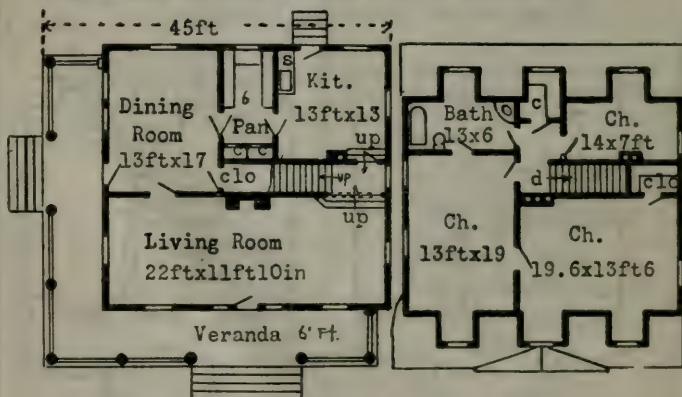 45ft
Dining
Room
13ftx17
6
Pan
C C
clo
S
Kit.
13ftx13
up
up
up
Living Room
22ftx11ft10in
Veranda 6'Ft.
Bath
13x6
c
Ch.
14x7ft
d
clo
Ch.
13ftx19
Ch.
19.6x13ft6